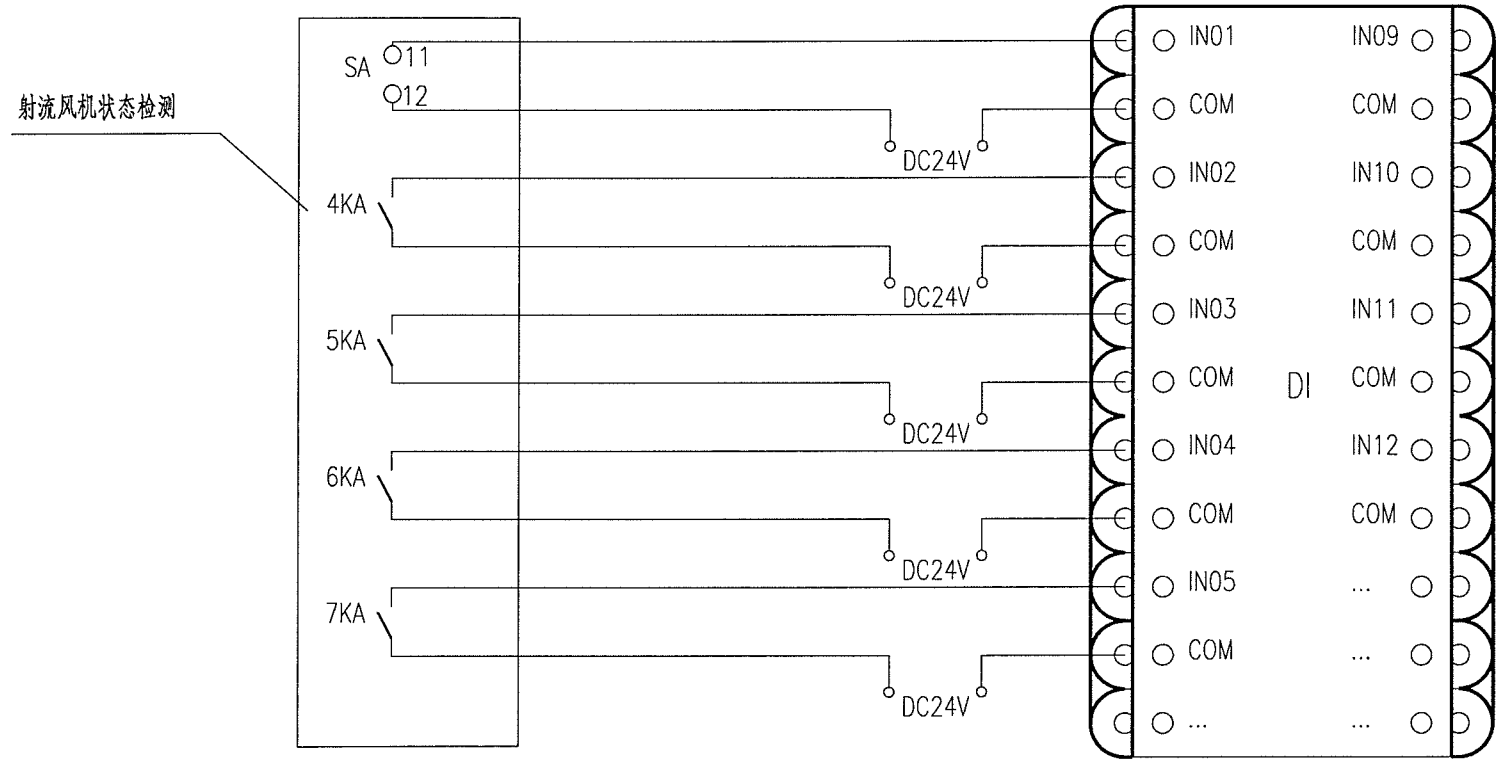 射流风机状态检测
SA
11
12
DC24V
4KA
DC24V
5KA
DC24V
6KA
DC24V
7KA
DC24V
IN01 IN09
COM COM
IN02 IN10
COM COM
IN03 IN11
COM DI COM
IN04 IN12
COM COM
IN05 ...
COM ...
... ...